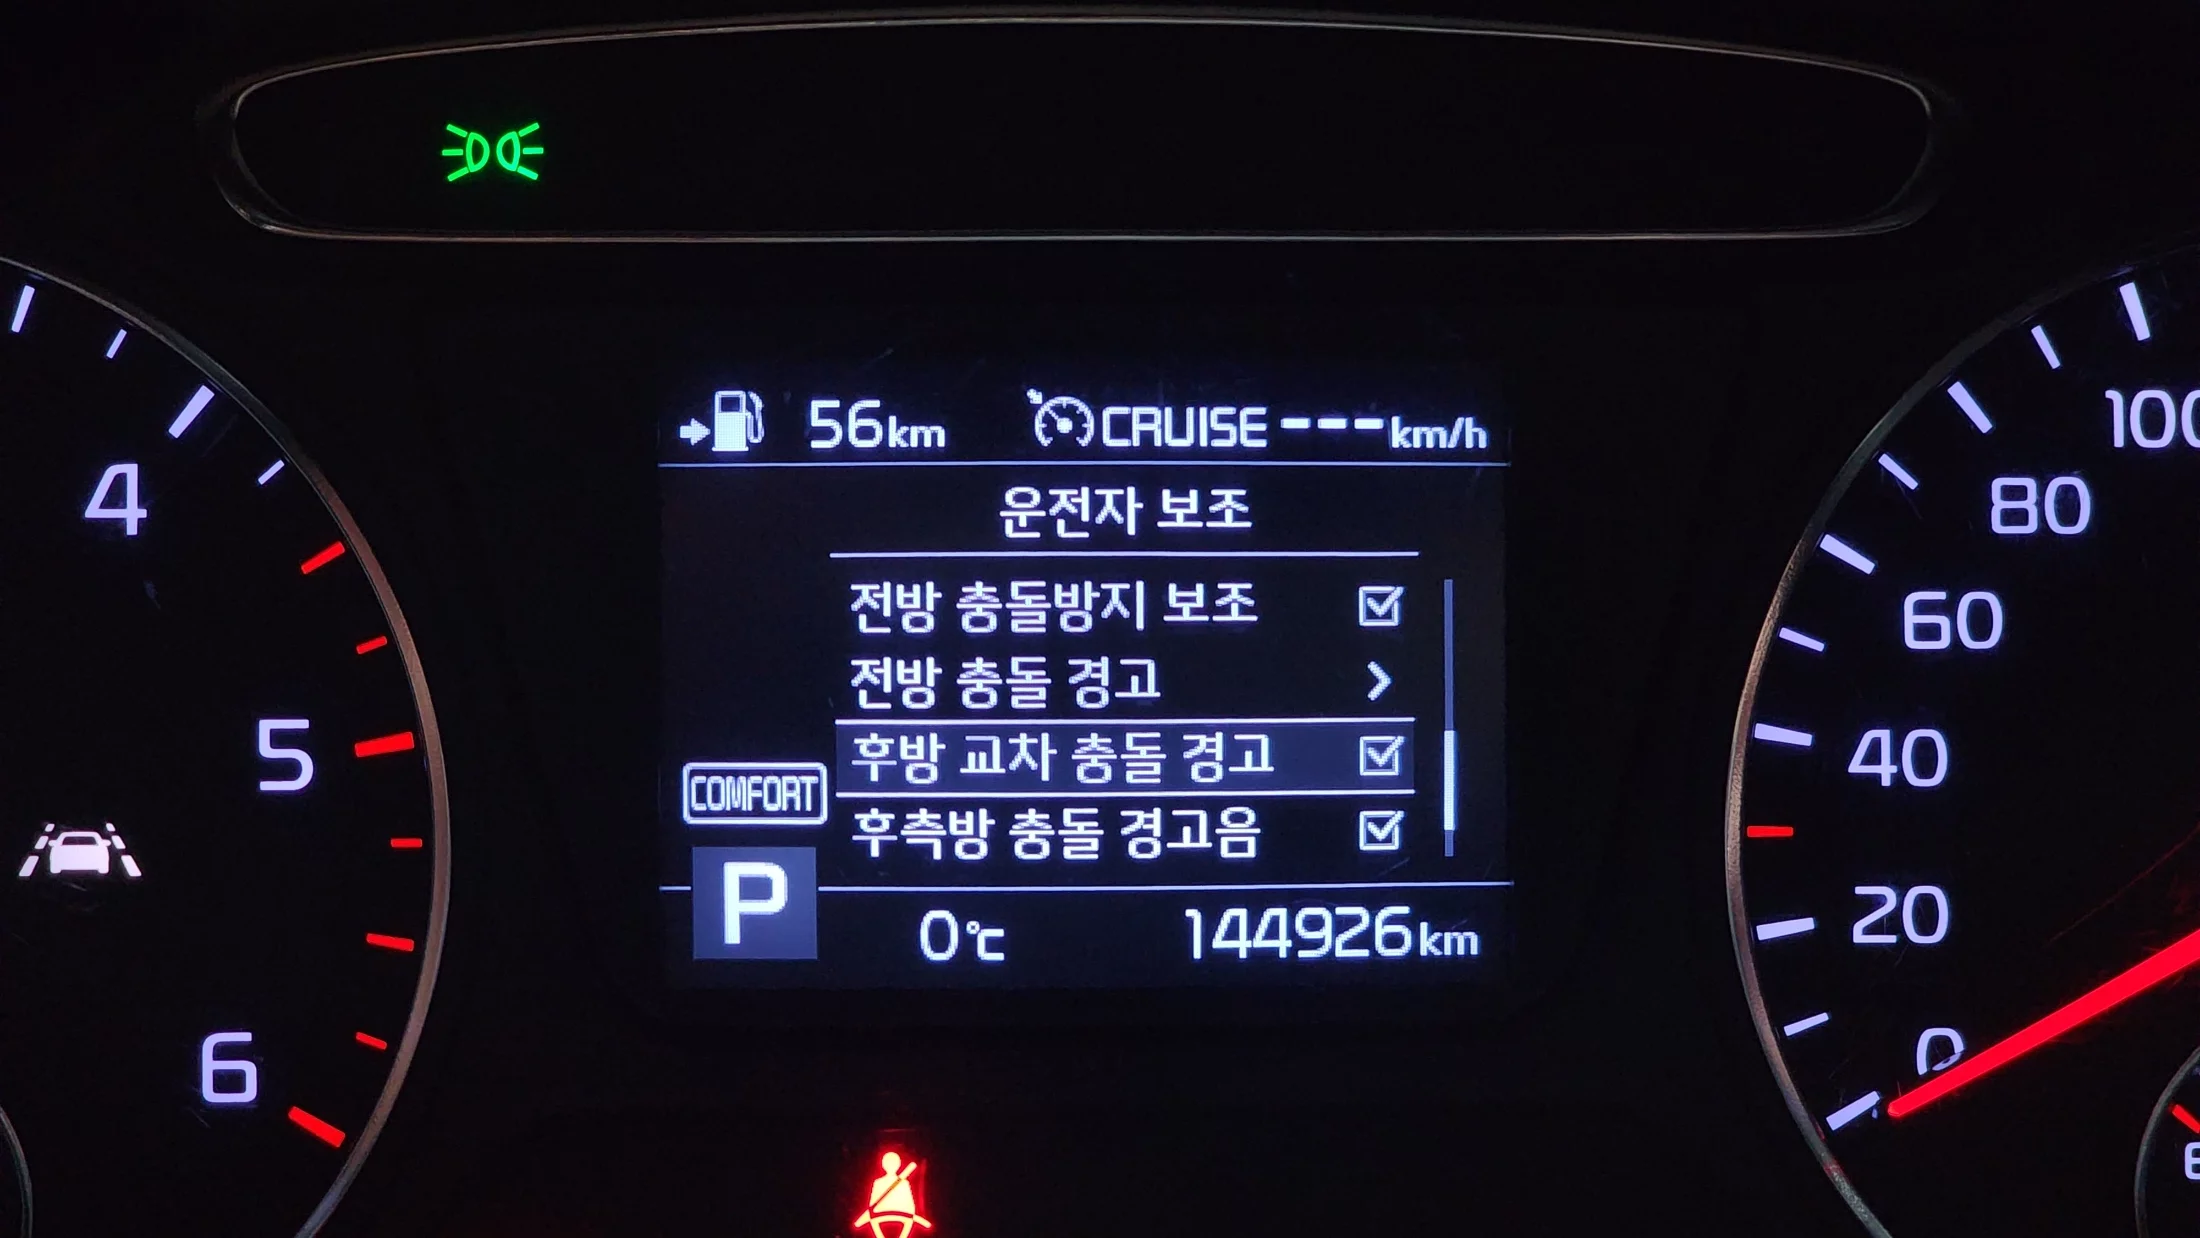 56km CRUISE ---km/h
운전자 보조
전방 충돌방지 보조
전방 충돌 경고
후방 교차 충돌 경고
COMFORT
후측방 충돌 경고음
P
0℃ 144926km
4
5
6
100
80
60
40
20
0